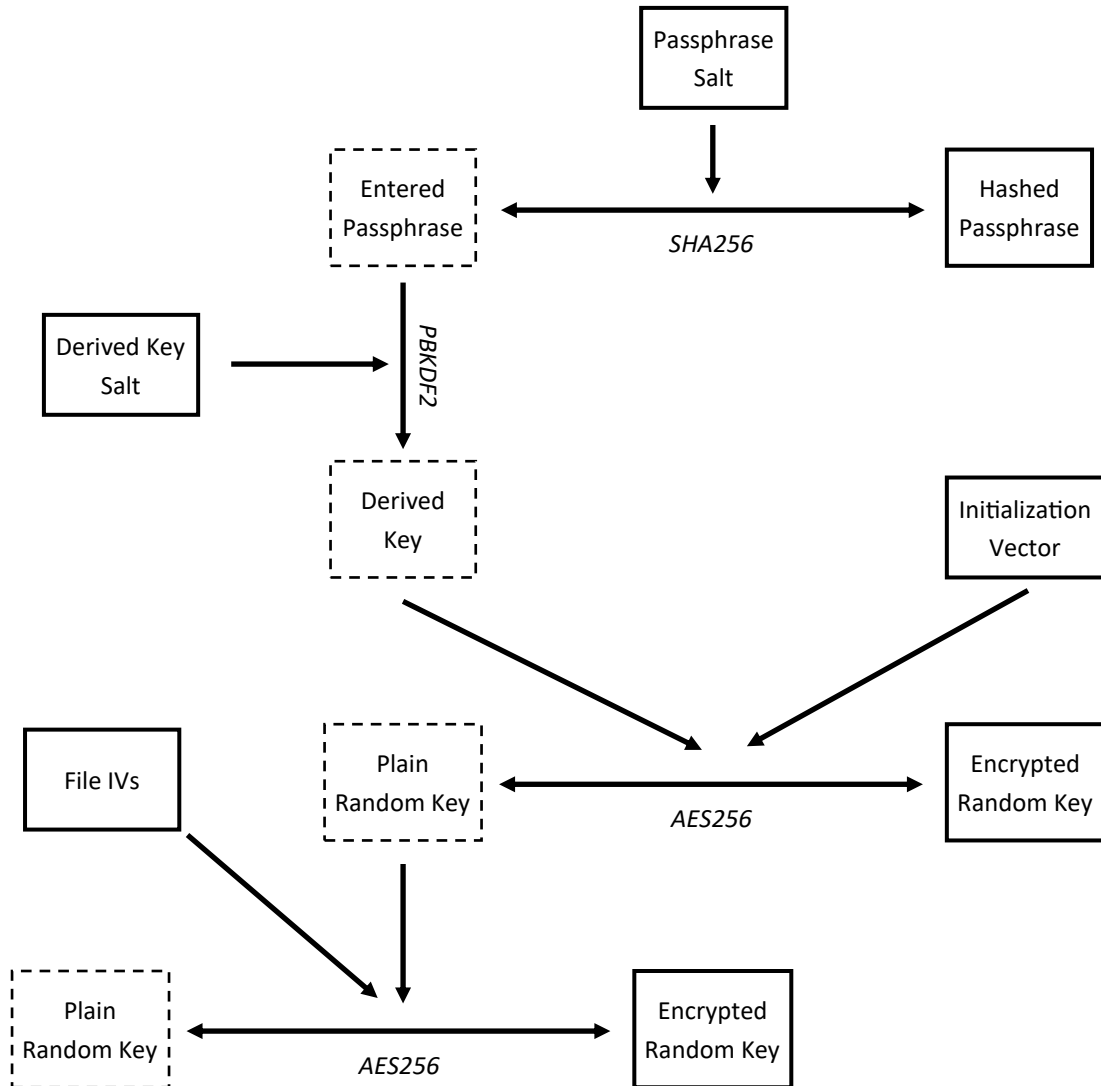 Passphrase
Salt
Entered
Passphrase
SHA256
Hashed
Passphrase
Derived Key
Salt
PBKDF2
Derived
Key
Initialization
Vector
File IVs
Plain
Random Key
AES256
Encrypted
Random Key
Plain
Random Key
AES256
Encrypted
Random Key